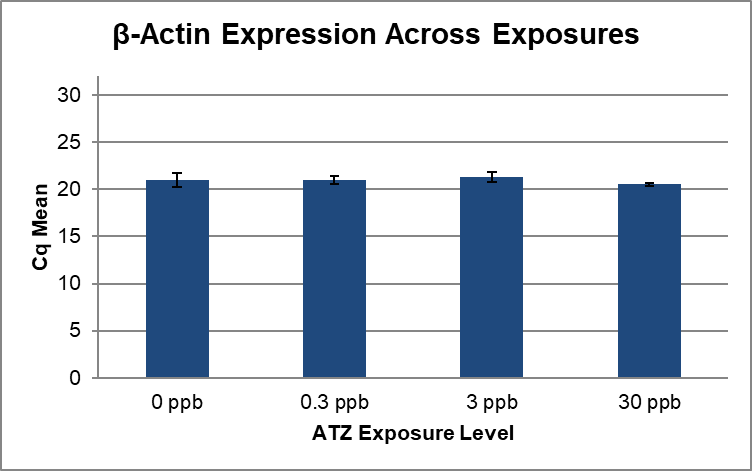 β-Actin Expression Across Exposures
30
25
20
15
10
5
0
Cq Mean
0 ppb 0.3 ppb 3 ppb 30 ppb
ATZ Exposure Level